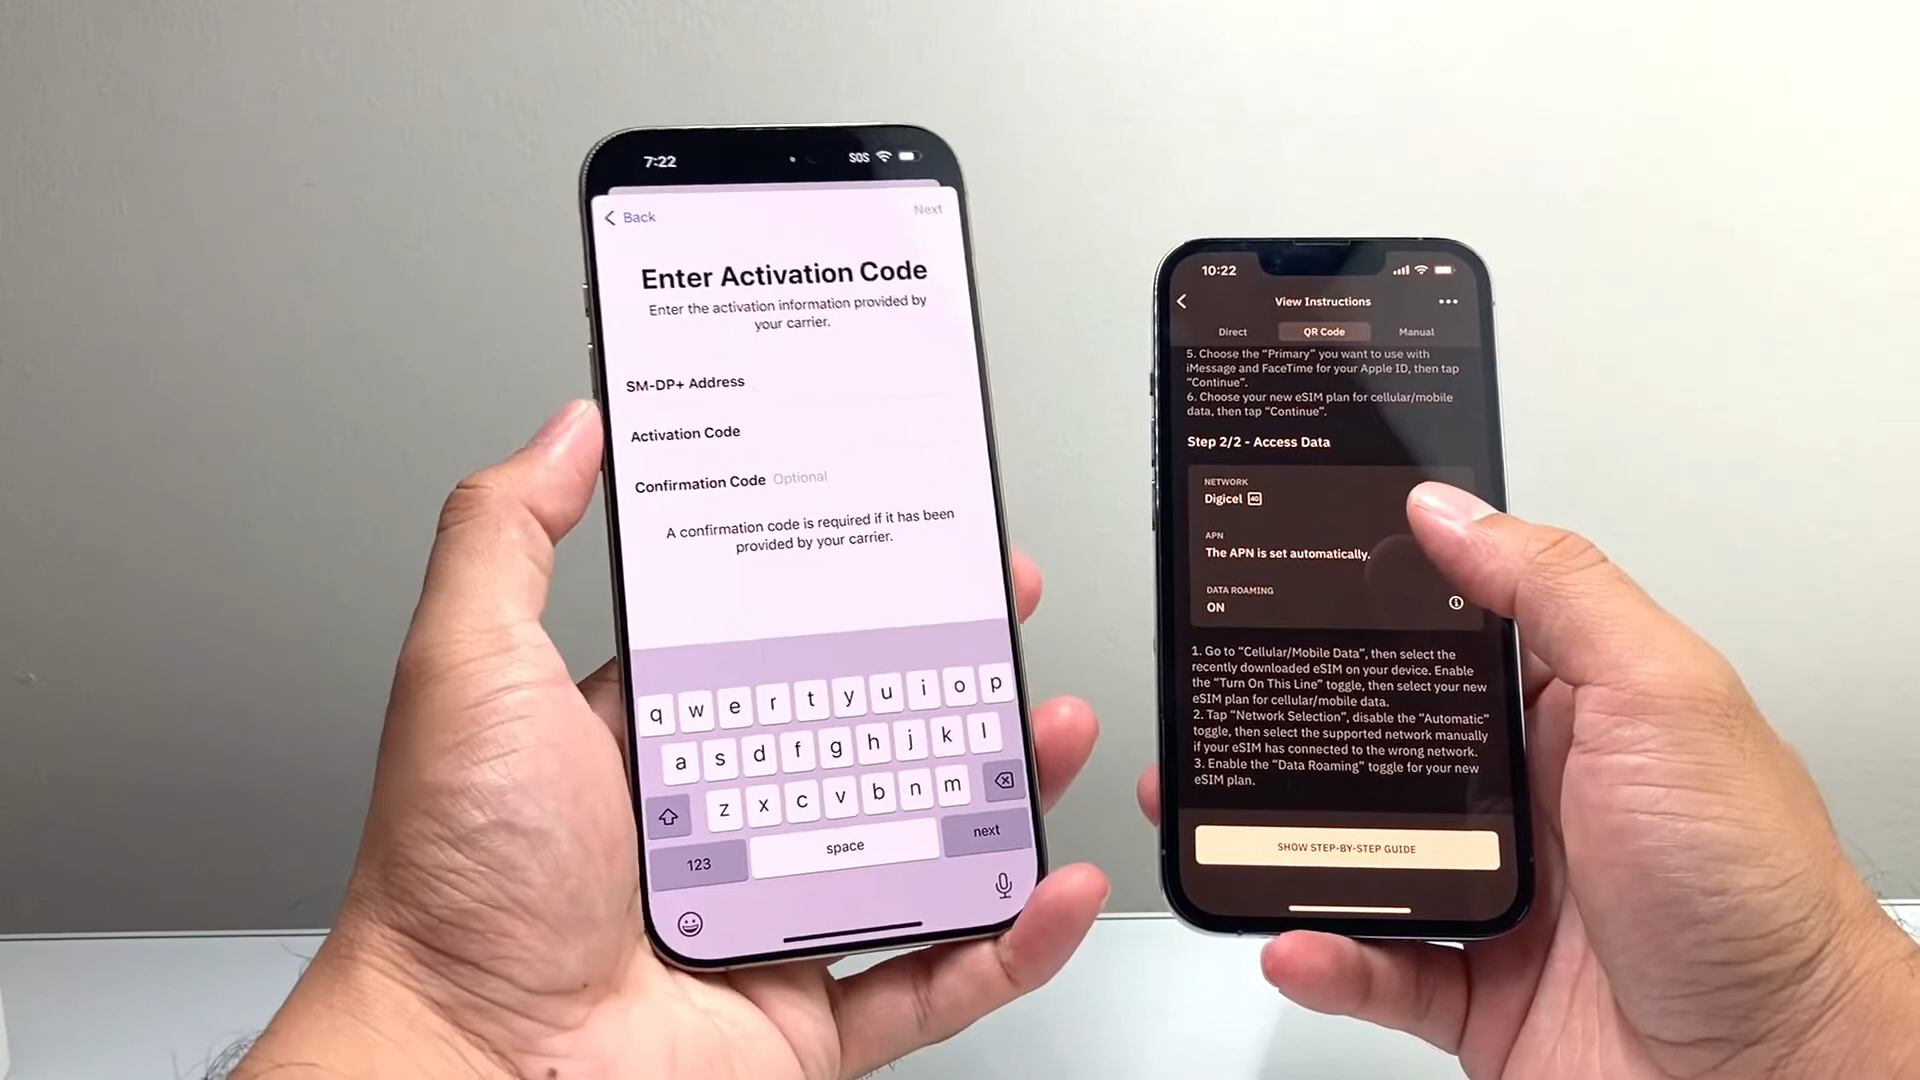 7:22
SOS
Back
Next
Enter Activation Code
Enter the activation information provided by
your carrier.
SM-DP+ Address
Activation Code
Confirmation Code Optional
A confirmation code is required if it has been
provided by your carrier.
q w e r t y u i o p
a s d f g h j k l
z x c v b n m
123
space
next
10:22
View Instructions
Direct
QR Code
Manual
5. Choose the “Primary” you want to use with
iMessage and FaceTime for your Apple ID, then tap
“Continue”.
6. Choose your new eSIM plan for cellular/mobile
data, then tap “Continue”.
Step 2/2 - Access Data
NETWORK
Digicel 4G
APN
The APN is set automatically.
DATA ROAMING
ON
1. Go to “Cellular/Mobile Data”, then select the
recently downloaded eSIM on your device. Enable
the “Turn On This Line” toggle, then select your new
eSIM plan for cellular/mobile data.
2. Tap “Network Selection”, disable the “Automatic”
toggle, then select the supported network manually
if your eSIM has connected to the wrong network.
3. Enable the “Data Roaming” toggle for your new
eSIM plan.
SHOW STEP-BY-STEP GUIDE